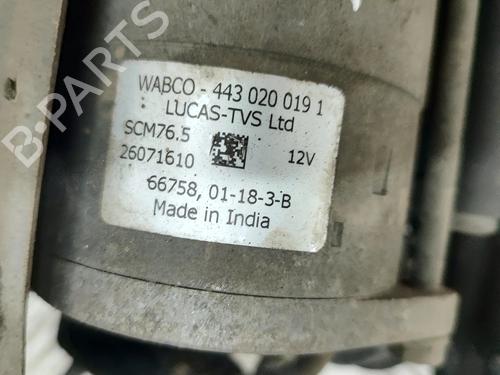 WABCO - 443 020 019 1
LUCAS-TVS Ltd
SCM76.5
26071610 12V
66758, 01-18-3-B
Made in India
B-PARTS